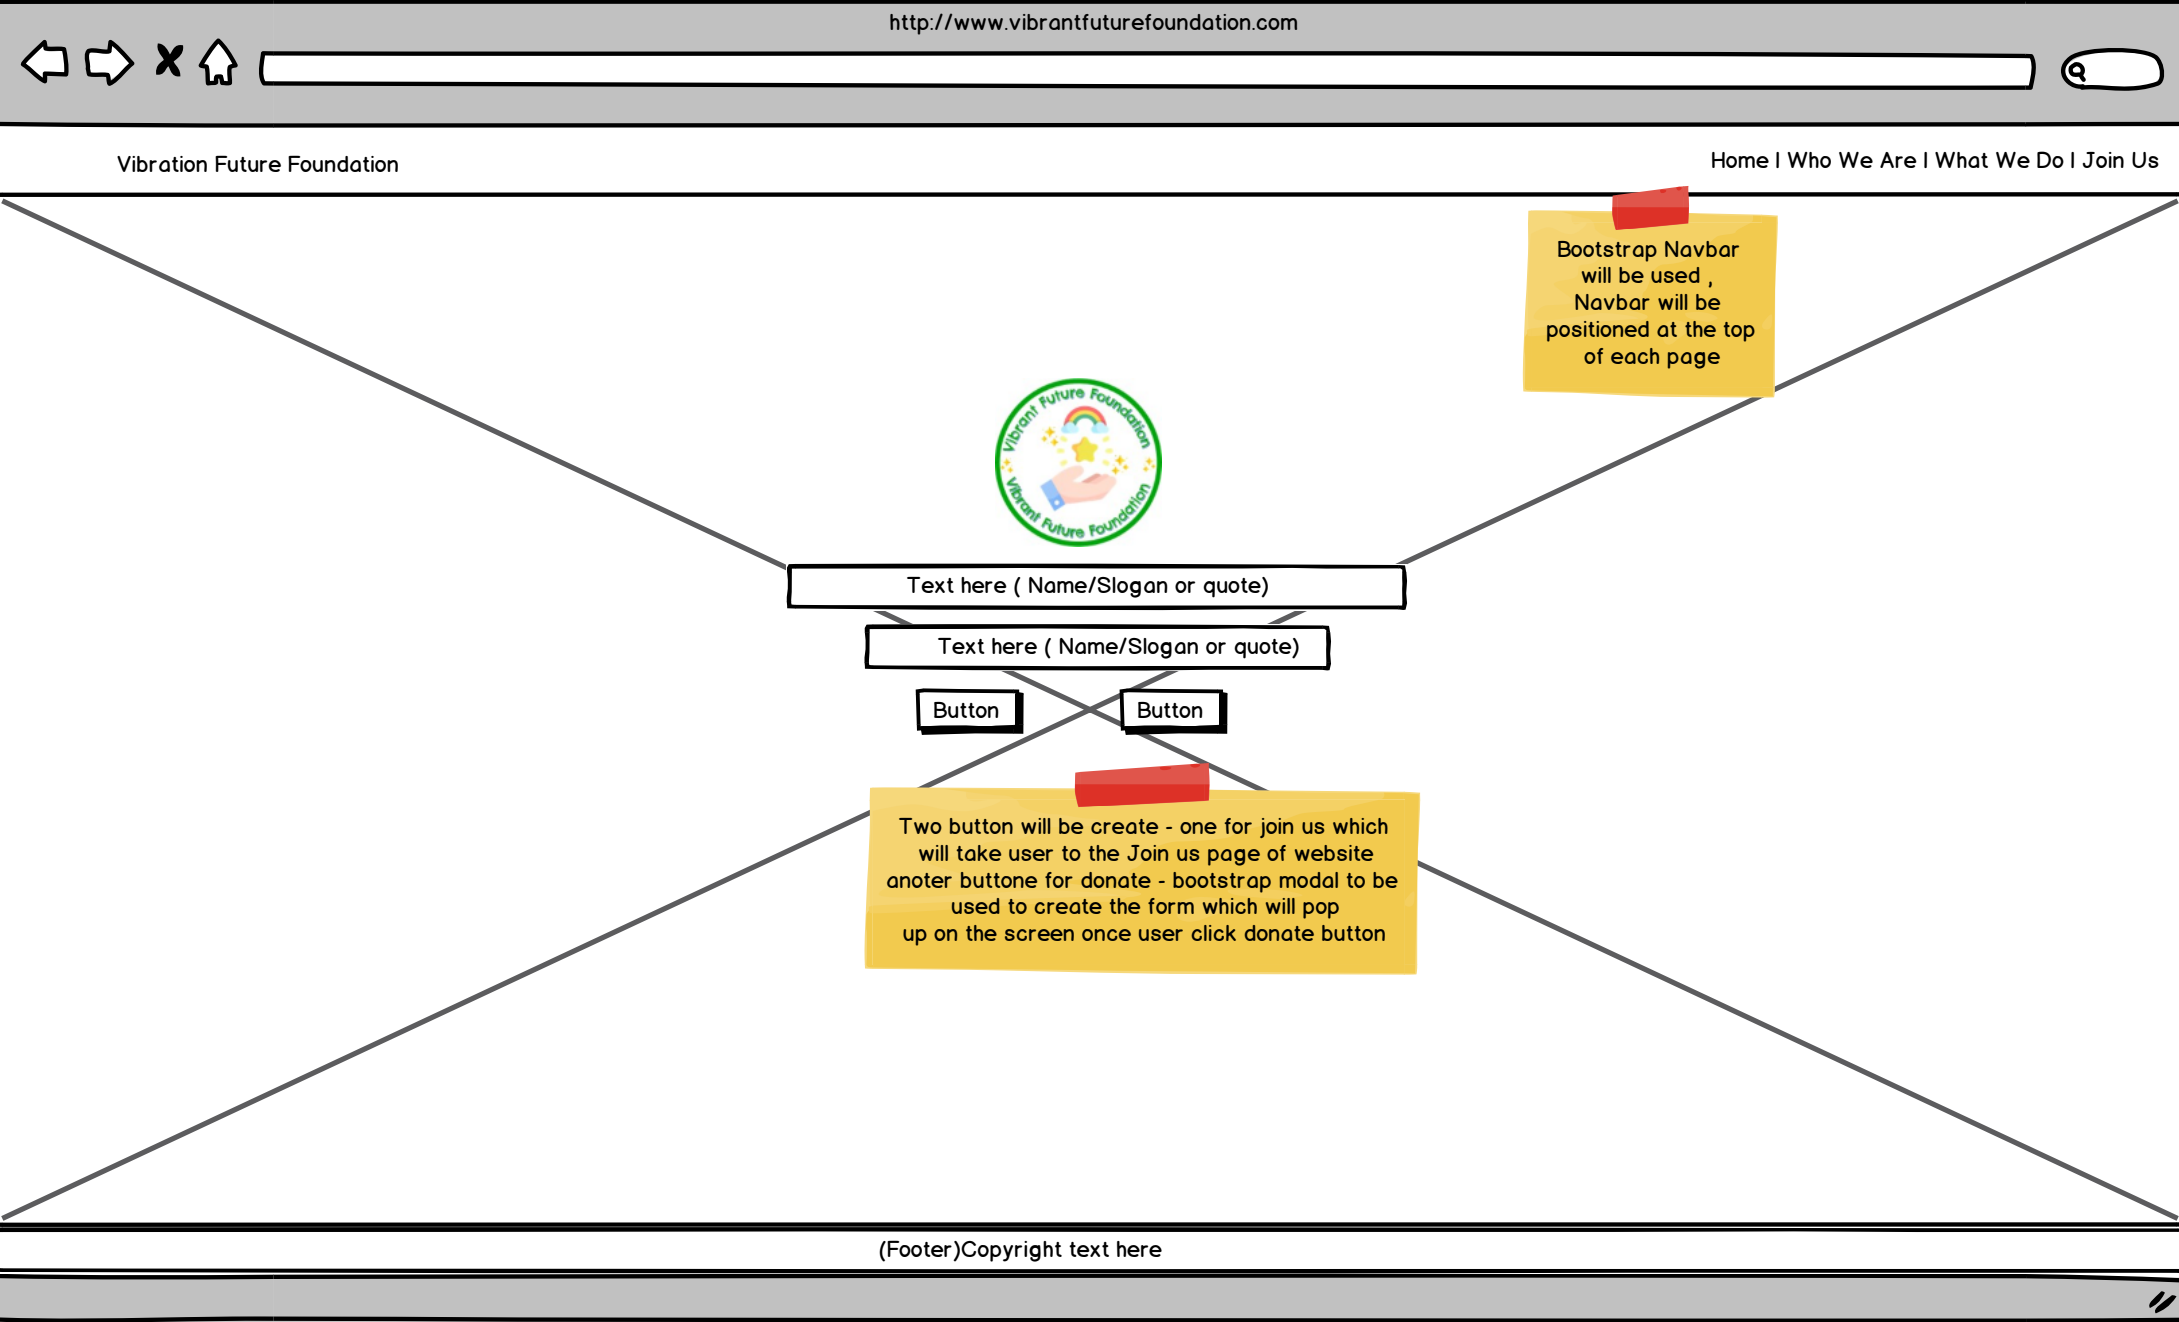 http://www.vibrantfuturefoundation.com
Vibration Future Foundation
Home | Who We Are | What We Do | Join Us
Bootstrap Navbar
will be used ,
Navbar will be
positioned at the top
of each page
Vibrant Future Foundation
Vibrant Future Foundation
Text here ( Name/Slogan or quote)
Text here ( Name/Slogan or quote)
Button
Button
Two button will be create - one for join us which
will take user to the Join us page of website
anoter buttone for donate - bootstrap modal to be
used to create the form which will pop
up on the screen once user click donate button
(Footer)Copyright text here